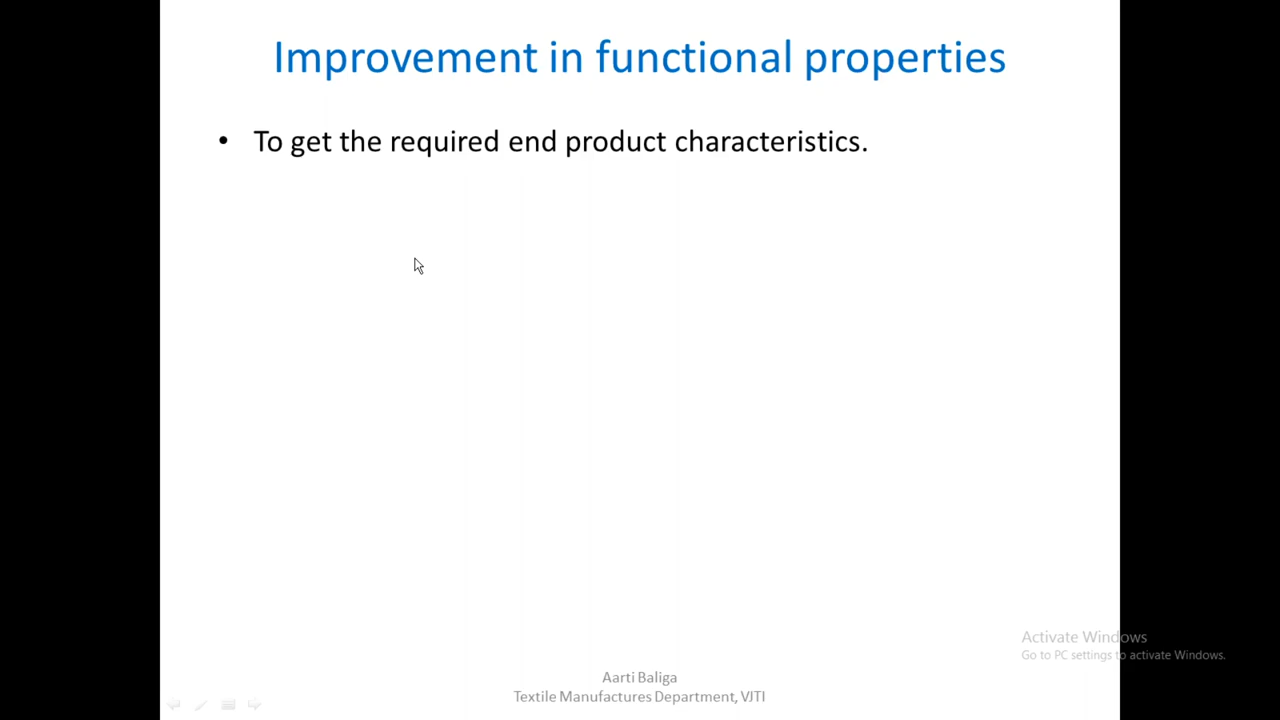 Improvement in functional properties
• To get the required end product characteristics.
Activate Windows
Go to PC settings to activate Windows.
Aarti Baliga
Textile Manufactures Department, VJTI